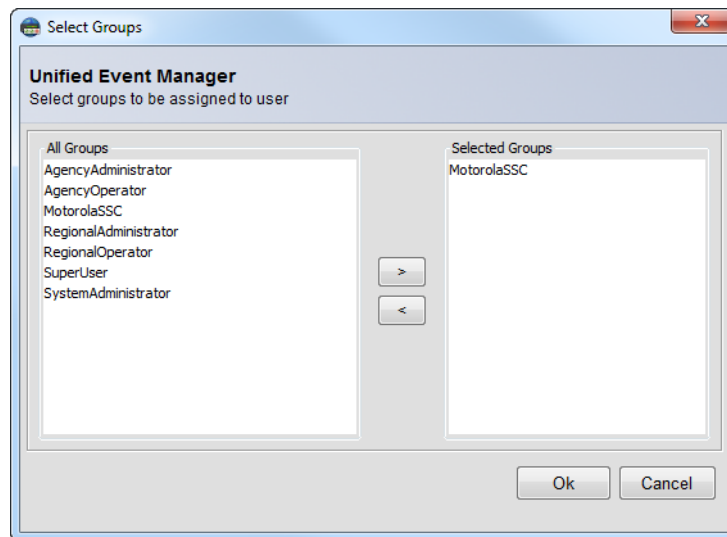 Select Groups
Unified Event Manager
Select groups to be assigned to user
All Groups
AgencyAdministrator
AgencyOperator
MotorolaSSC
RegionalAdministrator
RegionalOperator
SuperUser
SystemAdministrator
>
<
Selected Groups
MotorolaSSC
Ok
Cancel